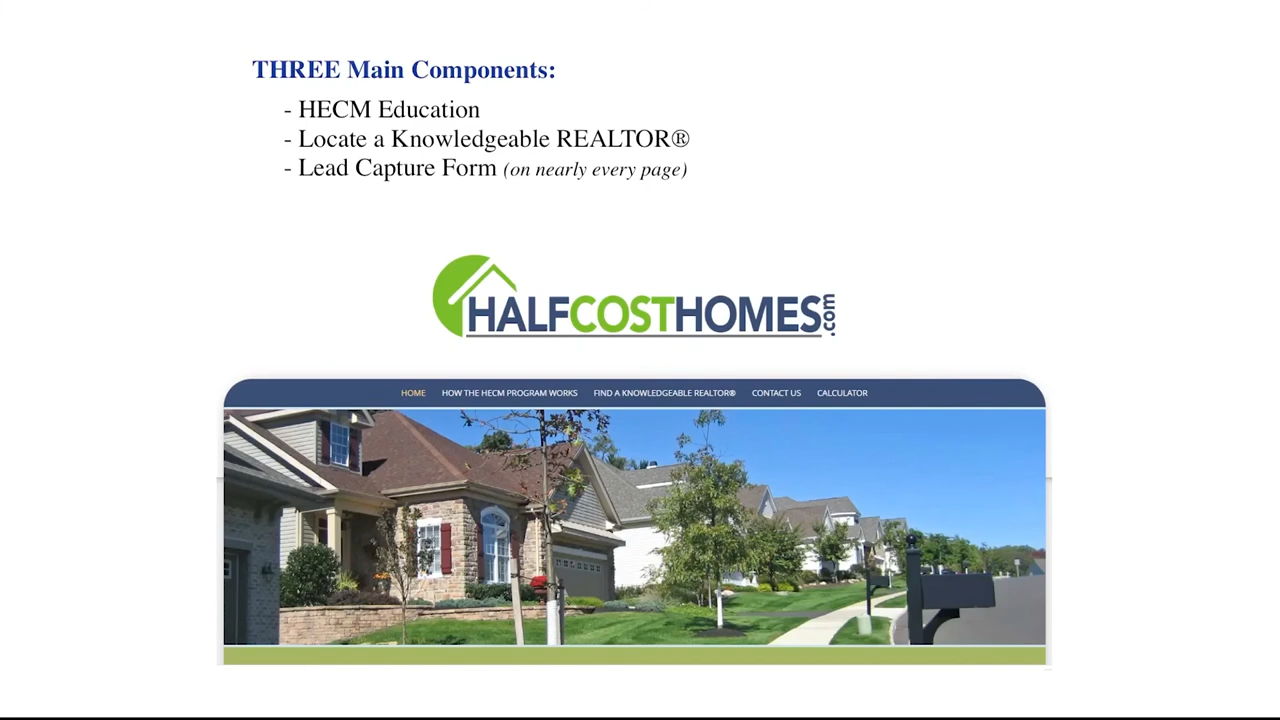 THREE Main Components:
- HECM Education
- Locate a Knowledgeable REALTOR®
- Lead Capture Form (on nearly every page)
HALFCOSTHOMES.com
HOME HOW THE HECM PROGRAM WORKS FIND A KNOWLEDGEABLE REALTOR® CONTACT US CALCULATOR